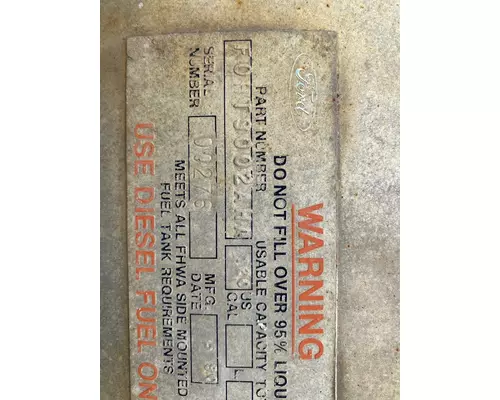 Ford
WARNING
DO NOT FILL OVER 95% LIQU
PART NUMBER
USABLE CAPACITY TO
US
CAL
L
SERIAL
NUMBER
MFG.
DATE
MEETS ALL FHWA SIDE MOUNTED
FUEL TANK REQUIREMENTS
USE DIESEL FUEL ON